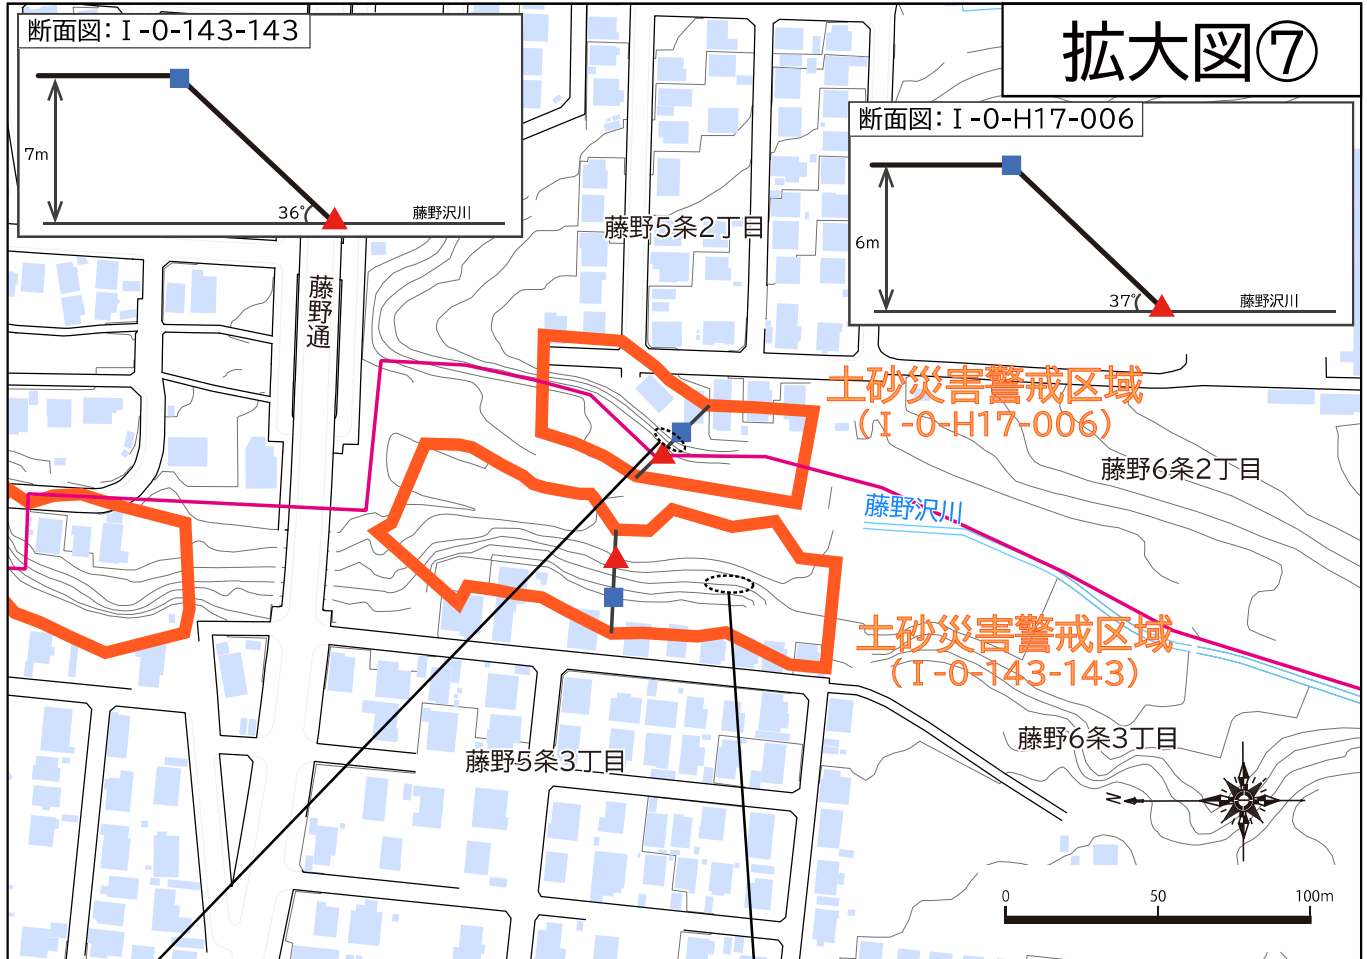 断面図：Ⅰ-0-143-143
7m
36°
藤野沢川
拡大図⑦
断面図：Ⅰ-0-H17-006
6m
37°
藤野沢川
藤野5条2丁目
藤野通
土砂災害警戒区域
（Ⅰ-0-H17-006）
藤野6条2丁目
藤野沢川
土砂災害警戒区域
（Ⅰ-0-143-143）
藤野6条3丁目
藤野5条3丁目
N
0 50 100m